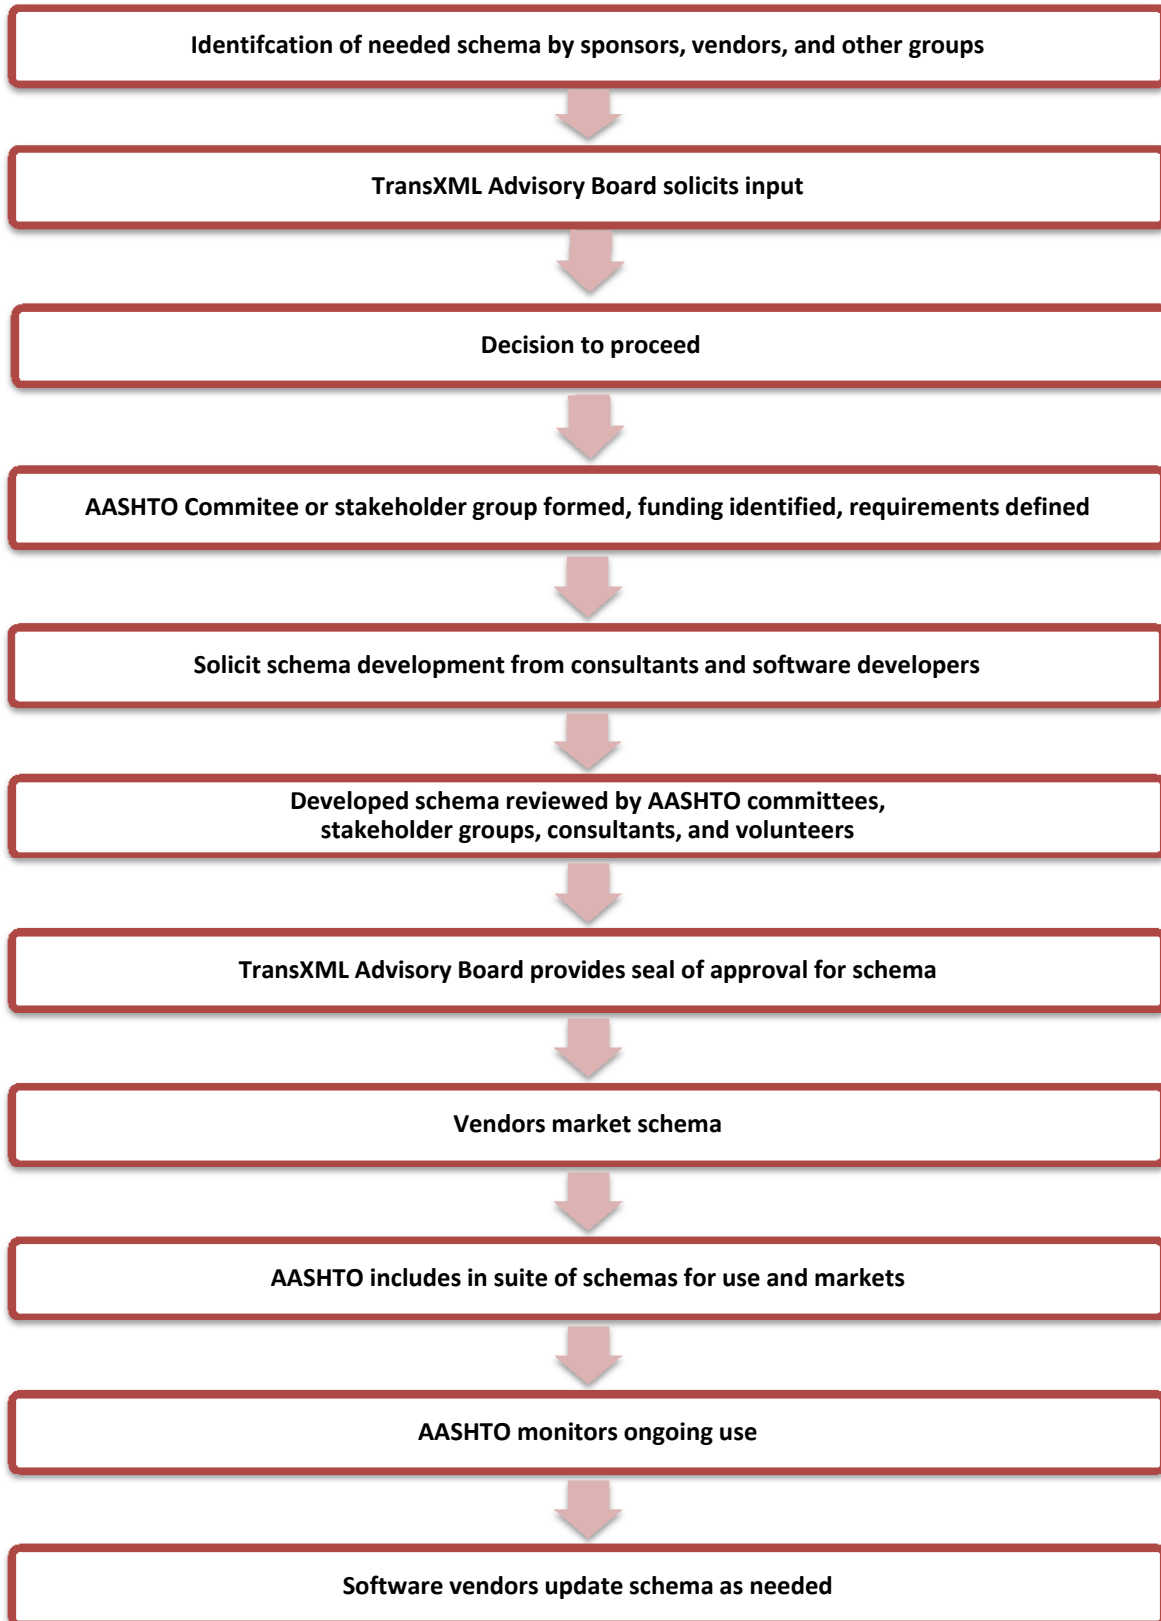 Identifcation of needed schema by sponsors, vendors, and other groups
TransXML Advisory Board solicits input
Decision to proceed
AASHTO Commitee or stakeholder group formed, funding identified, requirements defined
Solicit schema development from consultants and software developers
Developed schema reviewed by AASHTO committees,
stakeholder groups, consultants, and volunteers
TransXML Advisory Board provides seal of approval for schema
Vendors market schema
AASHTO includes in suite of schemas for use and markets
AASHTO monitors ongoing use
Software vendors update schema as needed